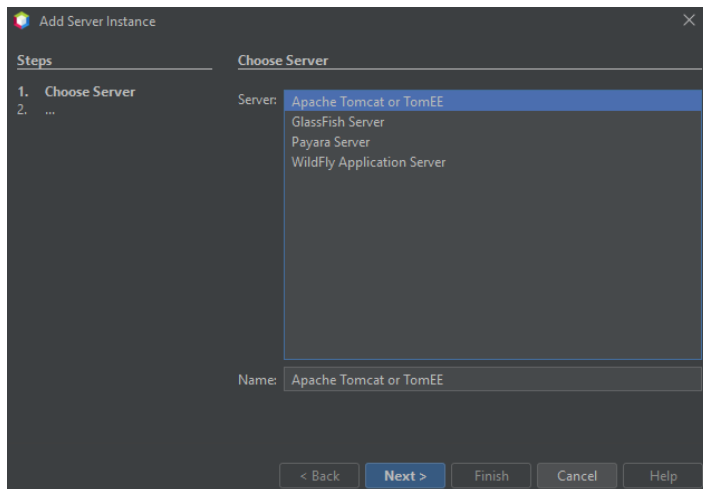 Add Server Instance
Steps
1. Choose Server
2. ...
Choose Server
Server:
Apache Tomcat or TomEE
GlassFish Server
Payara Server
WildFly Application Server
Name: Apache Tomcat or TomEE
< Back Next > Finish Cancel Help